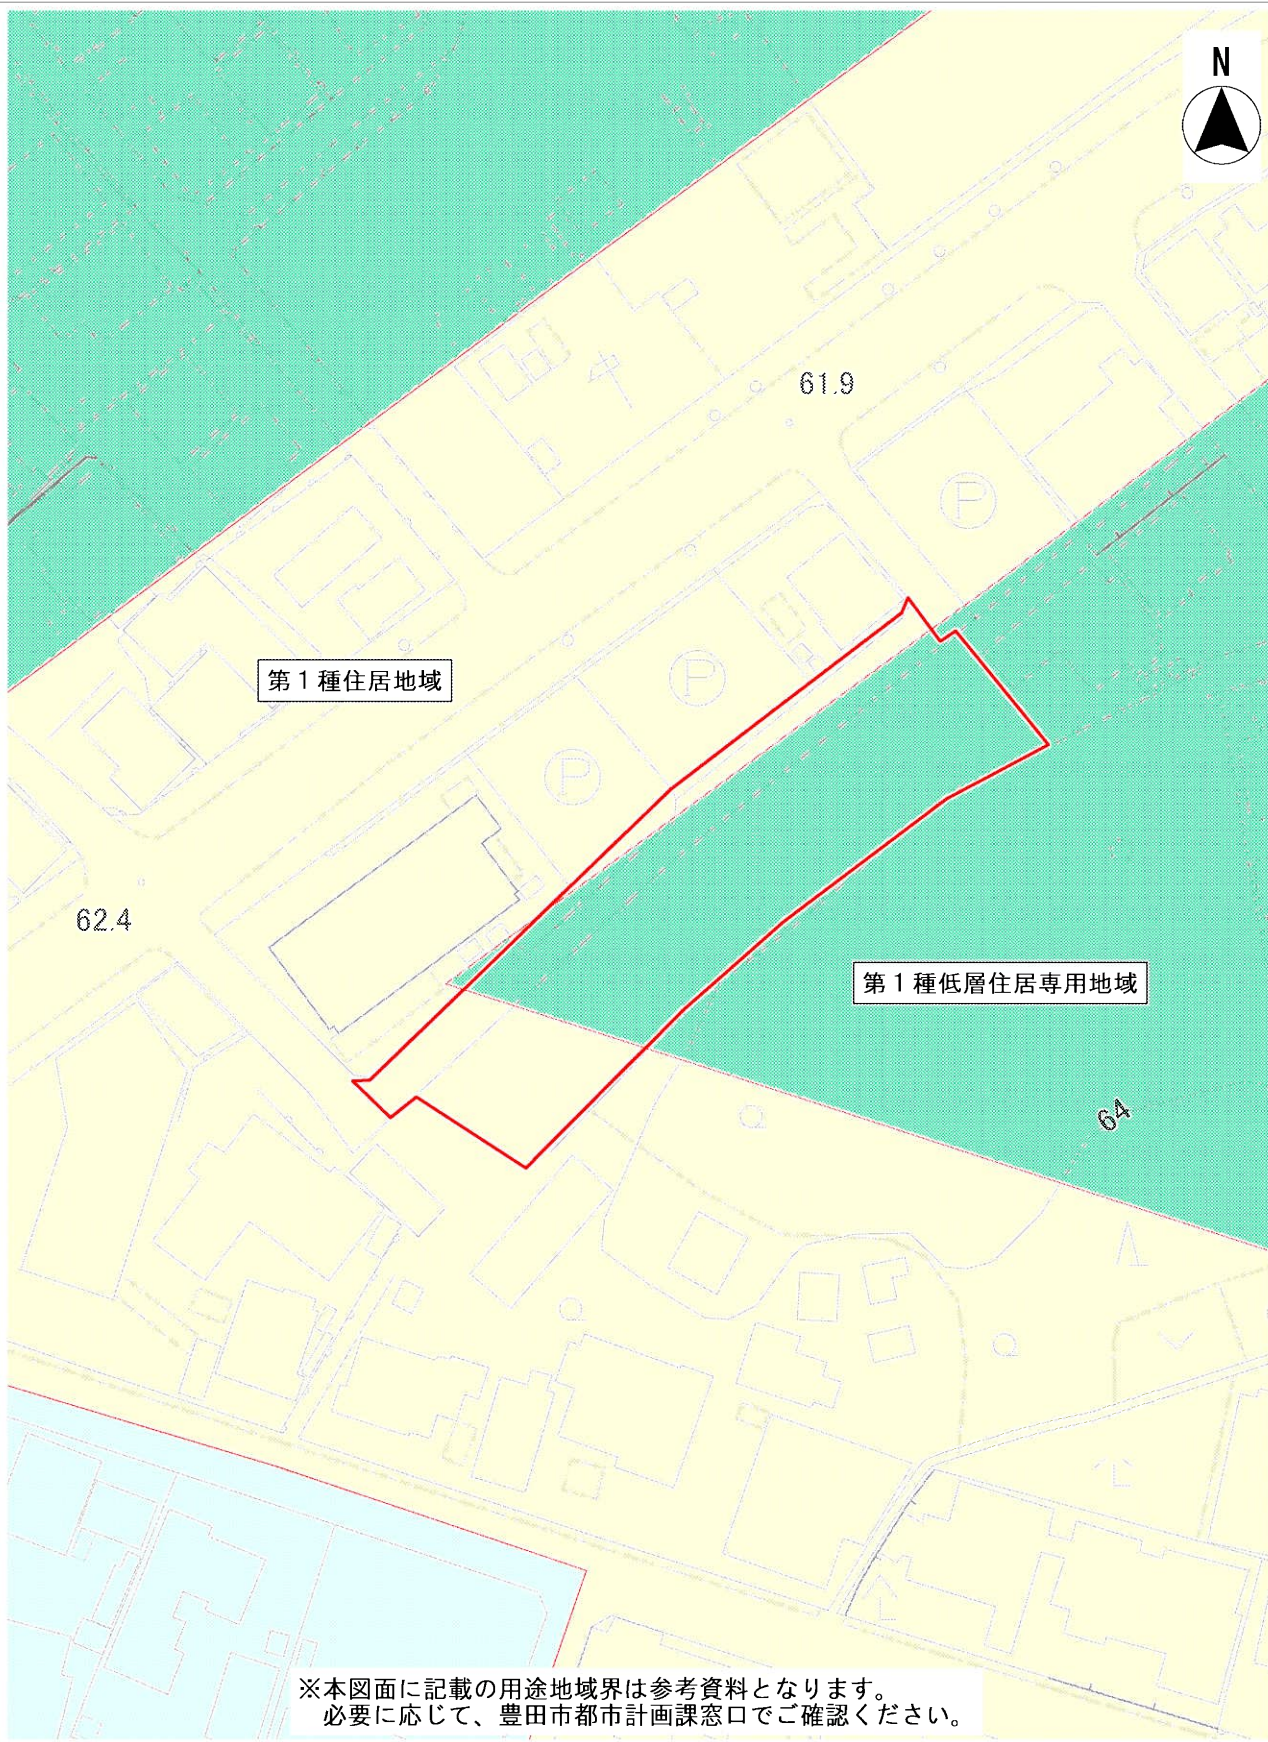 N
61.9
P
第1種住居地域
P
P
62.4
第1種低層住居専用地域
64
※本図面に記載の用途地域界は参考資料となります。
必要に応じて、豊田市都市計画課窓口でご確認ください。